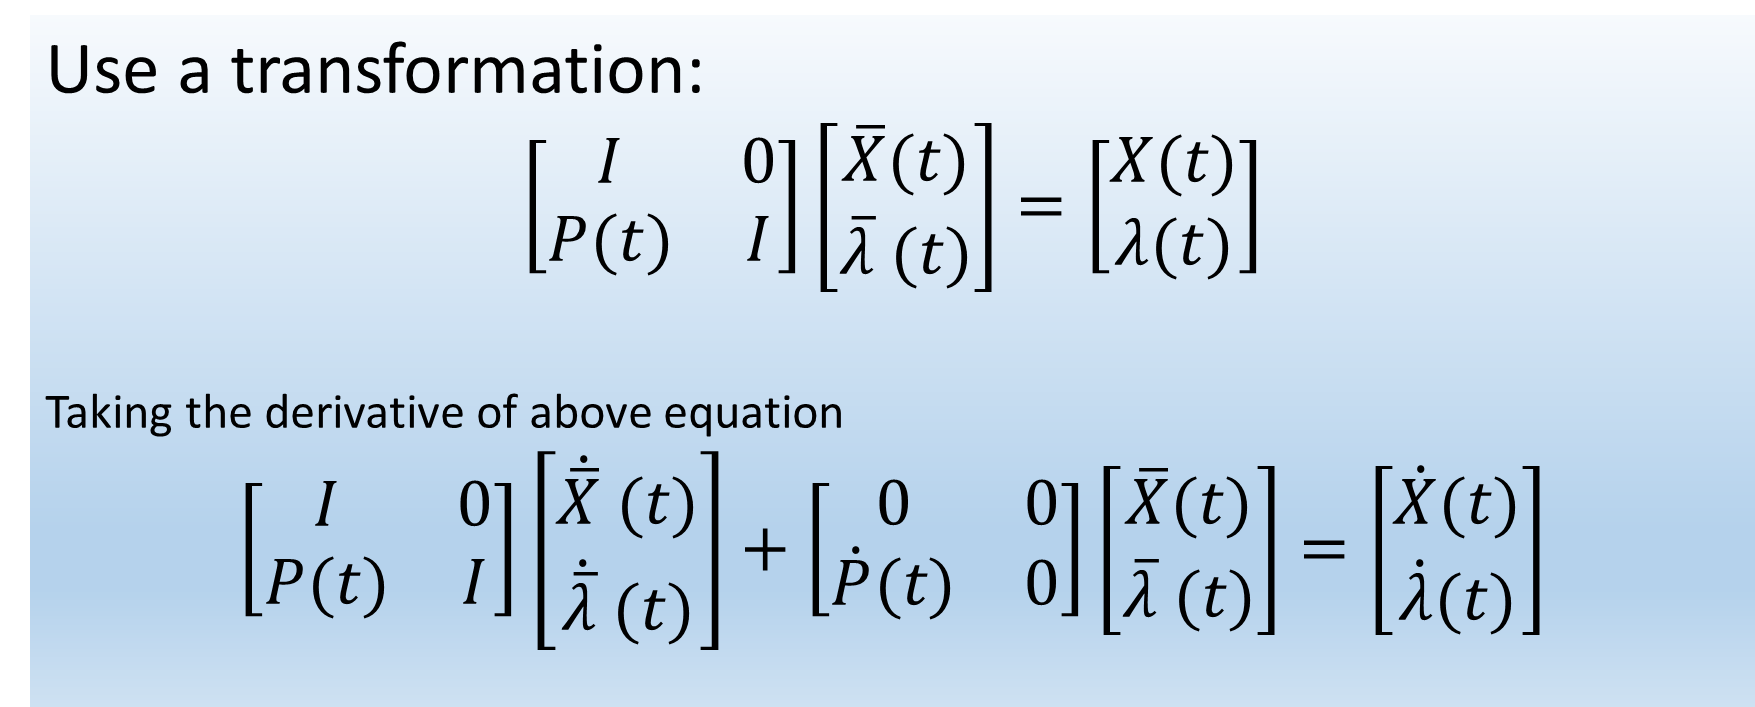 Use a transformation:
[I 0; P(t) I] [X̄(t); λ̄ (t)] = [X(t); λ(t)]
Taking the derivative of above equation
[I 0; P(t) I] [Ẋ̄ (t); λ̄̇ (t)] + [0 0; Ṗ(t) 0] [X̄(t); λ̄ (t)] = [Ẋ(t); λ̇(t)]